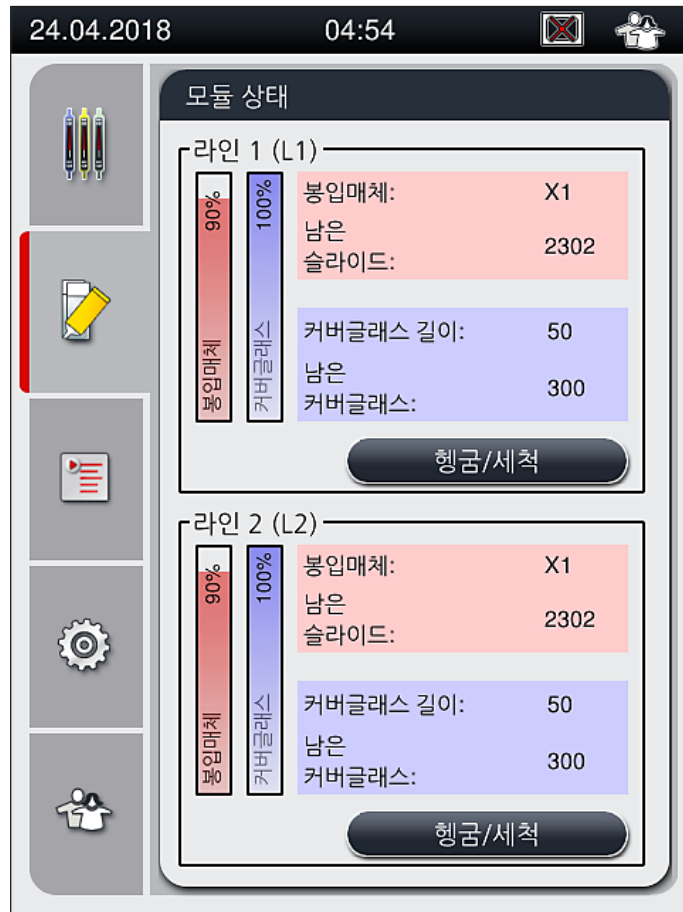 24.04.2018 04:54
모듈 상태
라인 1 (L1)
90%
봉입매체
100%
커버글래스
봉입매체: X1
남은
슬라이드: 2302
커버글래스 길이: 50
남은
커버글래스: 300
헹굼/세척
라인 2 (L2)
90%
봉입매체
100%
커버글래스
봉입매체: X1
남은
슬라이드: 2302
커버글래스 길이: 50
남은
커버글래스: 300
헹굼/세척